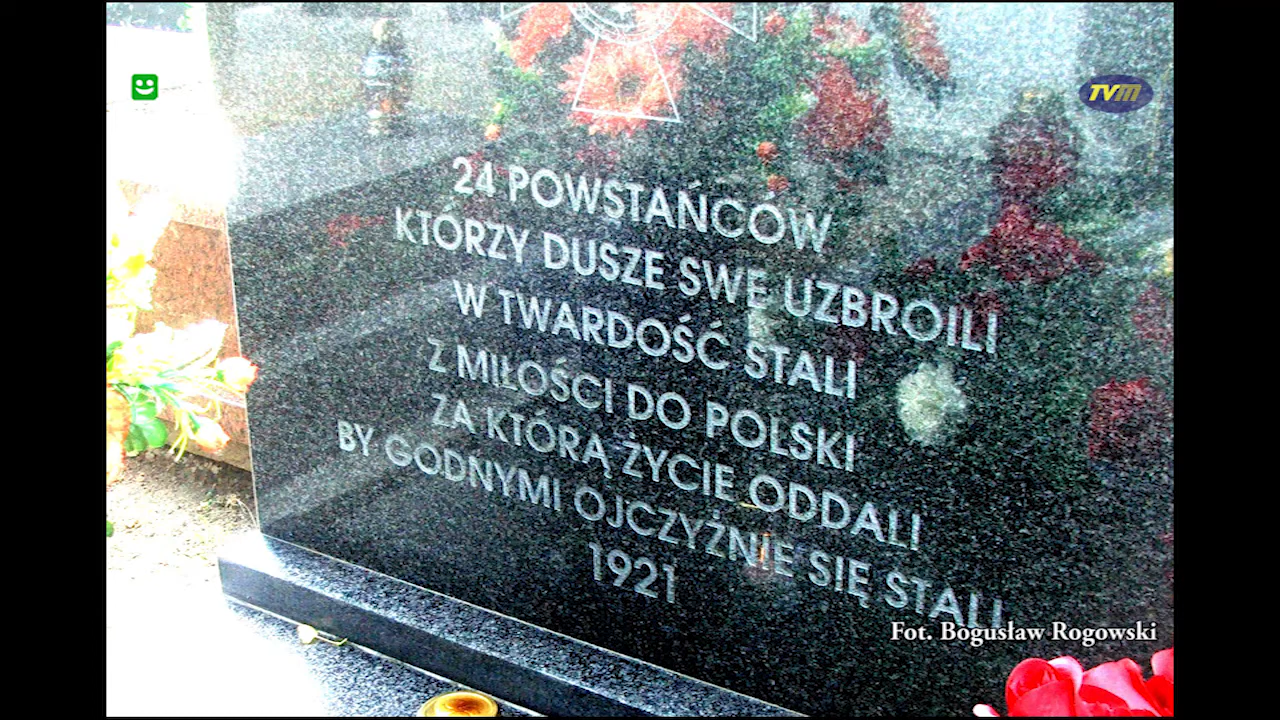 TVM
24 POWSTAŃCÓW
KTÓRZY DUSZE SWE UZBROILI
W TWARDOŚĆ STALI
Z MIŁOŚCI DO POLSKI
ZA KTÓRĄ ŻYCIE ODDALI
BY GODNYMI OJCZYŹNIE SIĘ STALI
1921
Fot. Bogusław Rogowski